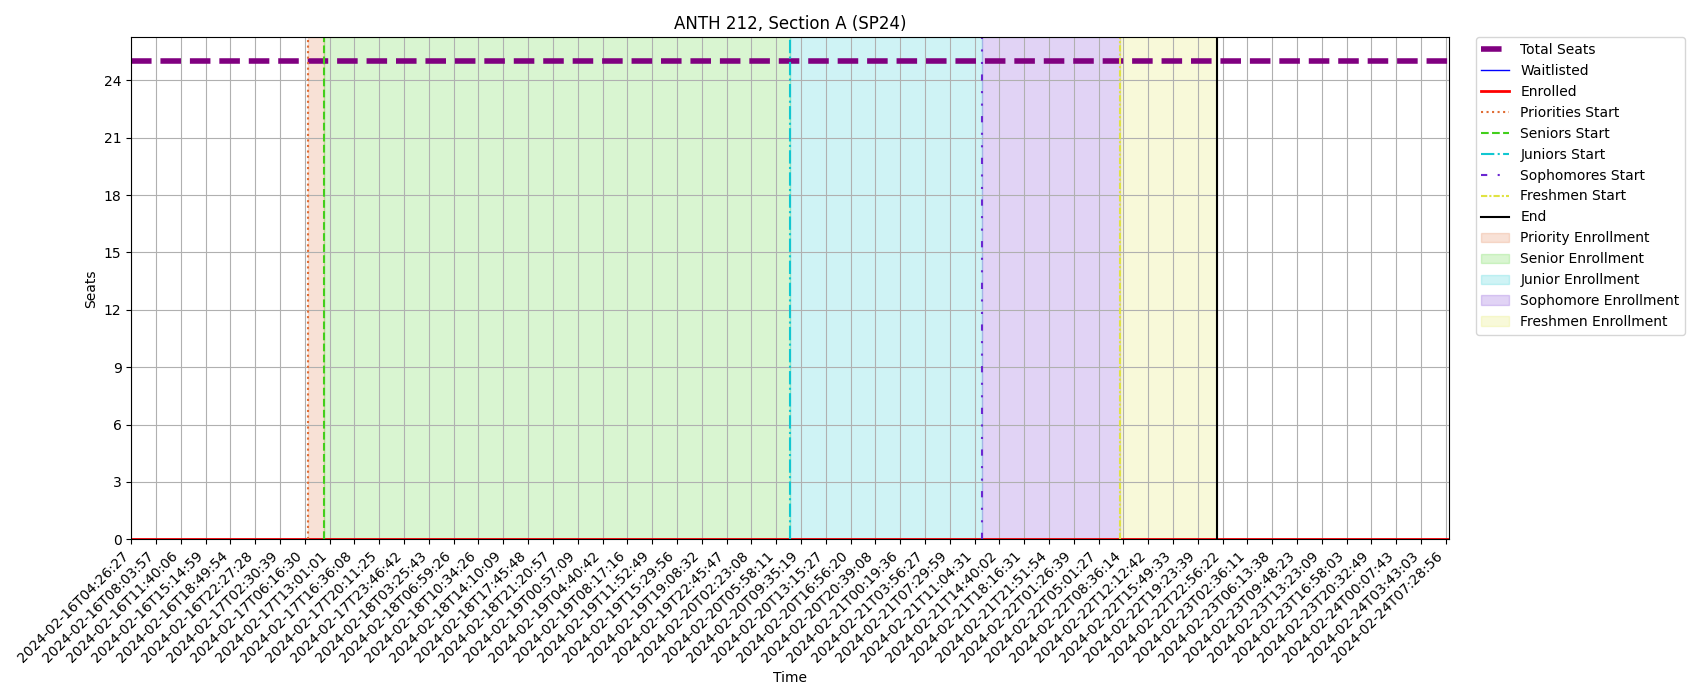 ANTH 212, Section A (SP24)
Seats
24
21
18
15
12
9
6
3
0
2024-02-16T04:26:27
2024-02-16T08:03:57
2024-02-16T11:40:06
2024-02-16T15:14:59
2024-02-16T18:49:54
2024-02-16T22:27:28
2024-02-17T02:30:39
2024-02-17T06:16:30
2024-02-17T13:01:01
2024-02-17T16:36:08
2024-02-17T20:11:25
2024-02-17T23:46:42
2024-02-18T03:25:43
2024-02-18T06:59:26
2024-02-18T10:34:26
2024-02-18T14:10:09
2024-02-18T17:45:48
2024-02-18T21:20:57
2024-02-19T00:57:09
2024-02-19T04:40:42
2024-02-19T08:17:16
2024-02-19T11:52:49
2024-02-19T15:29:56
2024-02-19T19:08:32
2024-02-19T22:45:47
2024-02-20T02:23:08
2024-02-20T05:58:11
2024-02-20T09:35:19
2024-02-20T13:15:27
2024-02-20T16:56:20
2024-02-20T20:39:08
2024-02-21T00:19:36
2024-02-21T03:56:27
2024-02-21T07:29:59
2024-02-21T11:04:31
2024-02-21T14:40:02
2024-02-21T18:16:31
2024-02-21T21:51:54
2024-02-22T01:26:39
2024-02-22T05:01:27
2024-02-22T08:36:14
2024-02-22T12:12:42
2024-02-22T15:49:33
2024-02-22T19:23:39
2024-02-22T22:56:22
2024-02-23T02:36:11
2024-02-23T06:13:38
2024-02-23T09:48:23
2024-02-23T13:23:09
2024-02-23T16:58:03
2024-02-23T20:32:49
2024-02-24T00:07:43
2024-02-24T03:43:03
2024-02-24T07:28:56
Time
Total Seats
Waitlisted
Enrolled
Priorities Start
Seniors Start
Juniors Start
Sophomores Start
Freshmen Start
End
Priority Enrollment
Senior Enrollment
Junior Enrollment
Sophomore Enrollment
Freshmen Enrollment